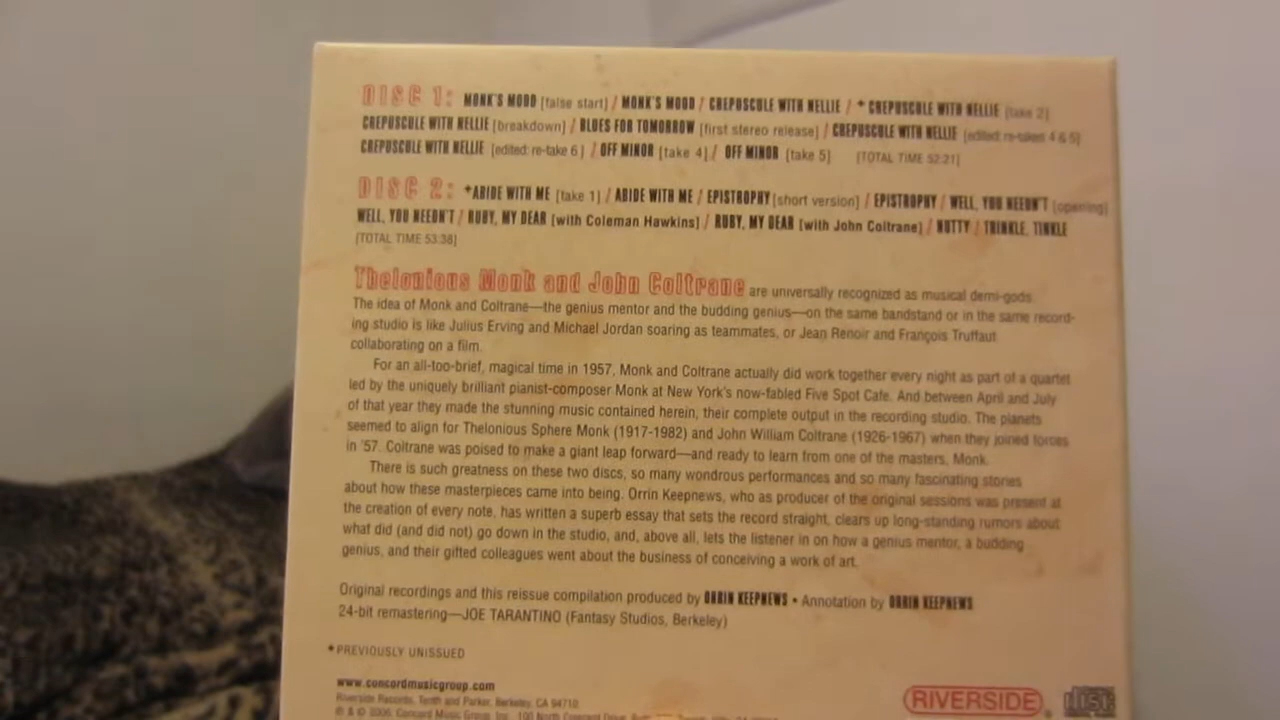 DISC 1: MONK'S MOOD [false start] / MONK'S MOOD / CREPUSCULE WITH NELLIE / * CREPUSCULE WITH NELLIE [take 2]
CREPUSCULE WITH NELLIE [breakdown] / BLUES FOR TOMORROW [first stereo release] / CREPUSCULE WITH NELLIE [edited: re-takes 4 & 5]
CREPUSCULE WITH NELLIE [edited: re-take 6] / OFF MINOR [take 4] / OFF MINOR [take 5] [TOTAL TIME 52:21]
DISC 2: *ABIDE WITH ME [take 1] / ABIDE WITH ME / EPISTROPHY [short version] / EPISTROPHY / WELL, YOU NEEDN'T [opening]
WELL, YOU NEEDN'T / RUBY, MY DEAR [with Coleman Hawkins] / RUBY, MY DEAR [with John Coltrane] / NUTTY / TRINKLE, TINKLE
[TOTAL TIME 53:38]
Thelonious Monk and John Coltrane are universally recognized as musical demi-gods.
The idea of Monk and Coltrane—the genius mentor and the budding genius—on the same bandstand or in the same record-
ing studio is like Julius Erving and Michael Jordan soaring as teammates, or Jean Renoir and François Truffaut
collaborating on a film.
For an all-too-brief, magical time in 1957, Monk and Coltrane actually did work together every night as part of a quartet
led by the uniquely brilliant pianist-composer Monk at New York's now-fabled Five Spot Cafe. And between April and July
of that year they made the stunning music contained herein, their complete output in the recording studio. The planets
seemed to align for Thelonious Sphere Monk (1917-1982) and John William Coltrane (1926-1967) when they joined forces
in '57. Coltrane was poised to make a giant leap forward—and ready to learn from one of the masters, Monk.
There is such greatness on these two discs, so many wondrous performances and so many fascinating stories
about how these masterpieces came into being. Orrin Keepnews, who as producer of the original sessions was present at
the creation of every note, has written a superb essay that sets the record straight, clears up long-standing rumors about
what did (and did not) go down in the studio, and, above all, lets the listener in on how a genius mentor, a budding
genius, and their gifted colleagues went about the business of conceiving a work of art.
Original recordings and this reissue compilation produced by ORRIN KEEPNEWS • Annotation by ORRIN KEEPNEWS
24-bit remastering—JOE TARANTINO (Fantasy Studios, Berkeley)
*PREVIOUSLY UNISSUED
www.concordmusicgroup.com
Riverside Records, Tenth and Parker, Berkeley, CA 94710
℗ & © 2006, Concord Music Group, Inc., 100 North Crescent Drive,
RIVERSIDE
disc